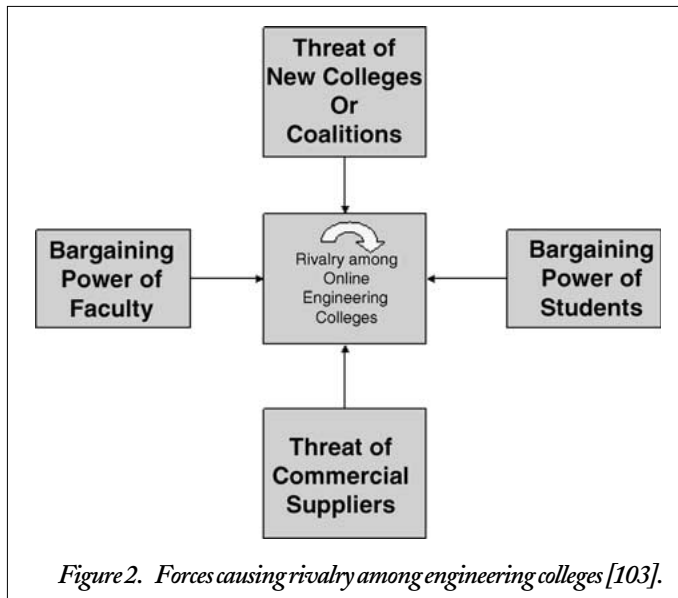 Threat of
New Colleges
Or
Coalitions
Bargaining
Power of
Faculty
Rivalry among
Online
Engineering
Colleges
Bargaining
Power of
Students
Threat of
Commercial
Suppliers
Figure 2. Forces causing rivalry among engineering colleges [103].